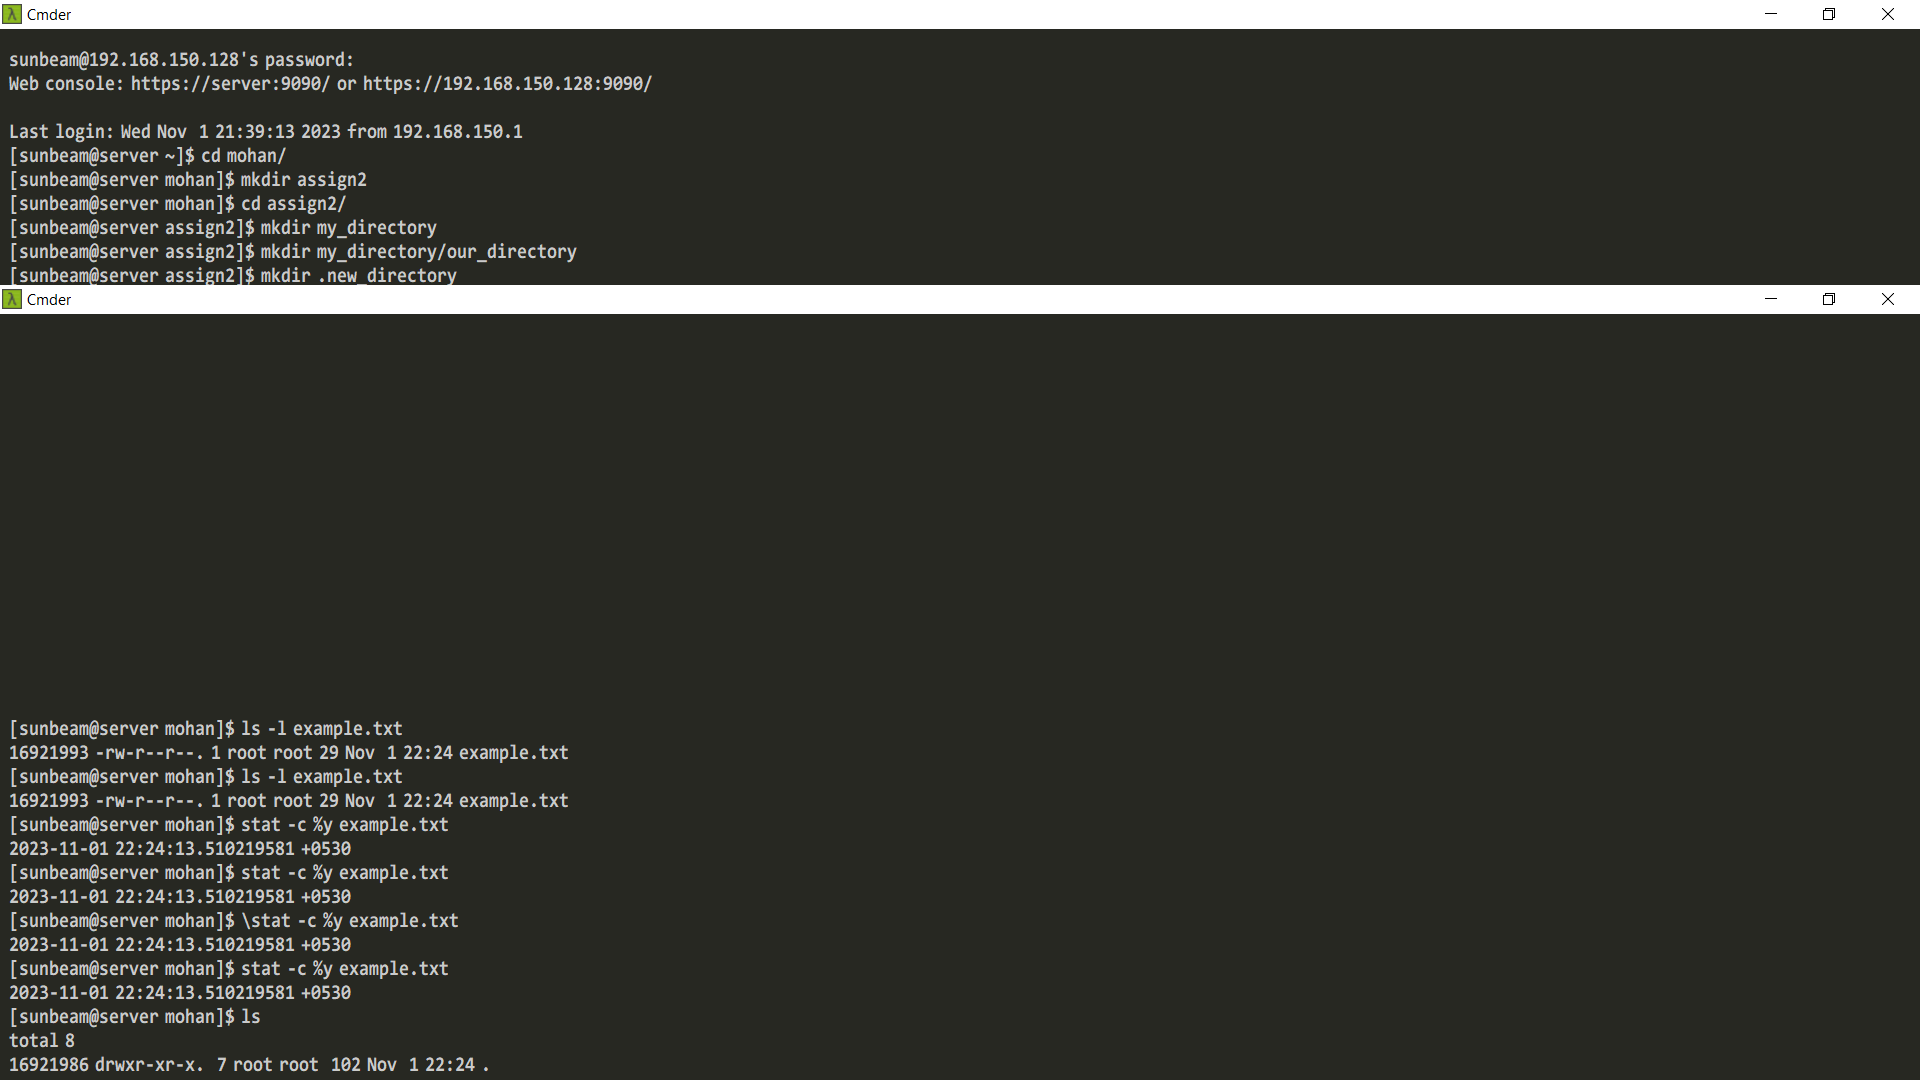 Cmder
sunbeam@192.168.150.128's password:
Web console: https://server:9090/ or https://192.168.150.128:9090/
Last login: Wed Nov  1 21:39:13 2023 from 192.168.150.1
[sunbeam@server ~]$ cd mohan/
[sunbeam@server mohan]$ mkdir assign2
[sunbeam@server mohan]$ cd assign2/
[sunbeam@server assign2]$ mkdir my_directory
[sunbeam@server assign2]$ mkdir my_directory/our_directory
[sunbeam@server assign2]$ mkdir .new_directory
Cmder
[sunbeam@server mohan]$ ls -l example.txt
16921993 -rw-r--r--. 1 root root 29 Nov  1 22:24 example.txt
[sunbeam@server mohan]$ ls -l example.txt
16921993 -rw-r--r--. 1 root root 29 Nov  1 22:24 example.txt
[sunbeam@server mohan]$ stat -c %y example.txt
2023-11-01 22:24:13.510219581 +0530
[sunbeam@server mohan]$ stat -c %y example.txt
2023-11-01 22:24:13.510219581 +0530
[sunbeam@server mohan]$ \stat -c %y example.txt
2023-11-01 22:24:13.510219581 +0530
[sunbeam@server mohan]$ stat -c %y example.txt
2023-11-01 22:24:13.510219581 +0530
[sunbeam@server mohan]$ ls
total 8
16921986 drwxr-xr-x.  7 root root  102 Nov  1 22:24 .